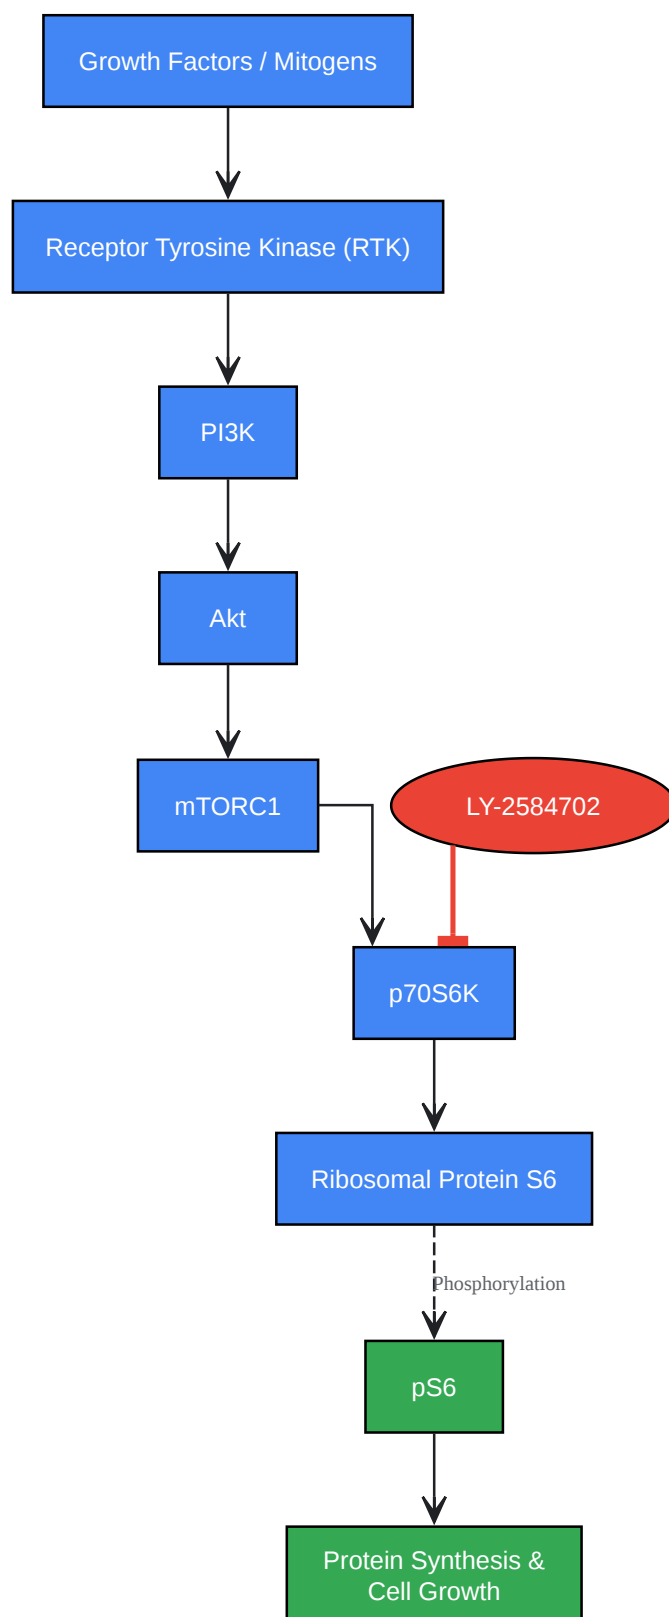 Growth Factors / Mitogens
Receptor Tyrosine Kinase (RTK)
PI3K
Akt
mTORC1
LY-2584702
p70S6K
Ribosomal Protein S6
Phosphorylation
pS6
Protein Synthesis &
Cell Growth